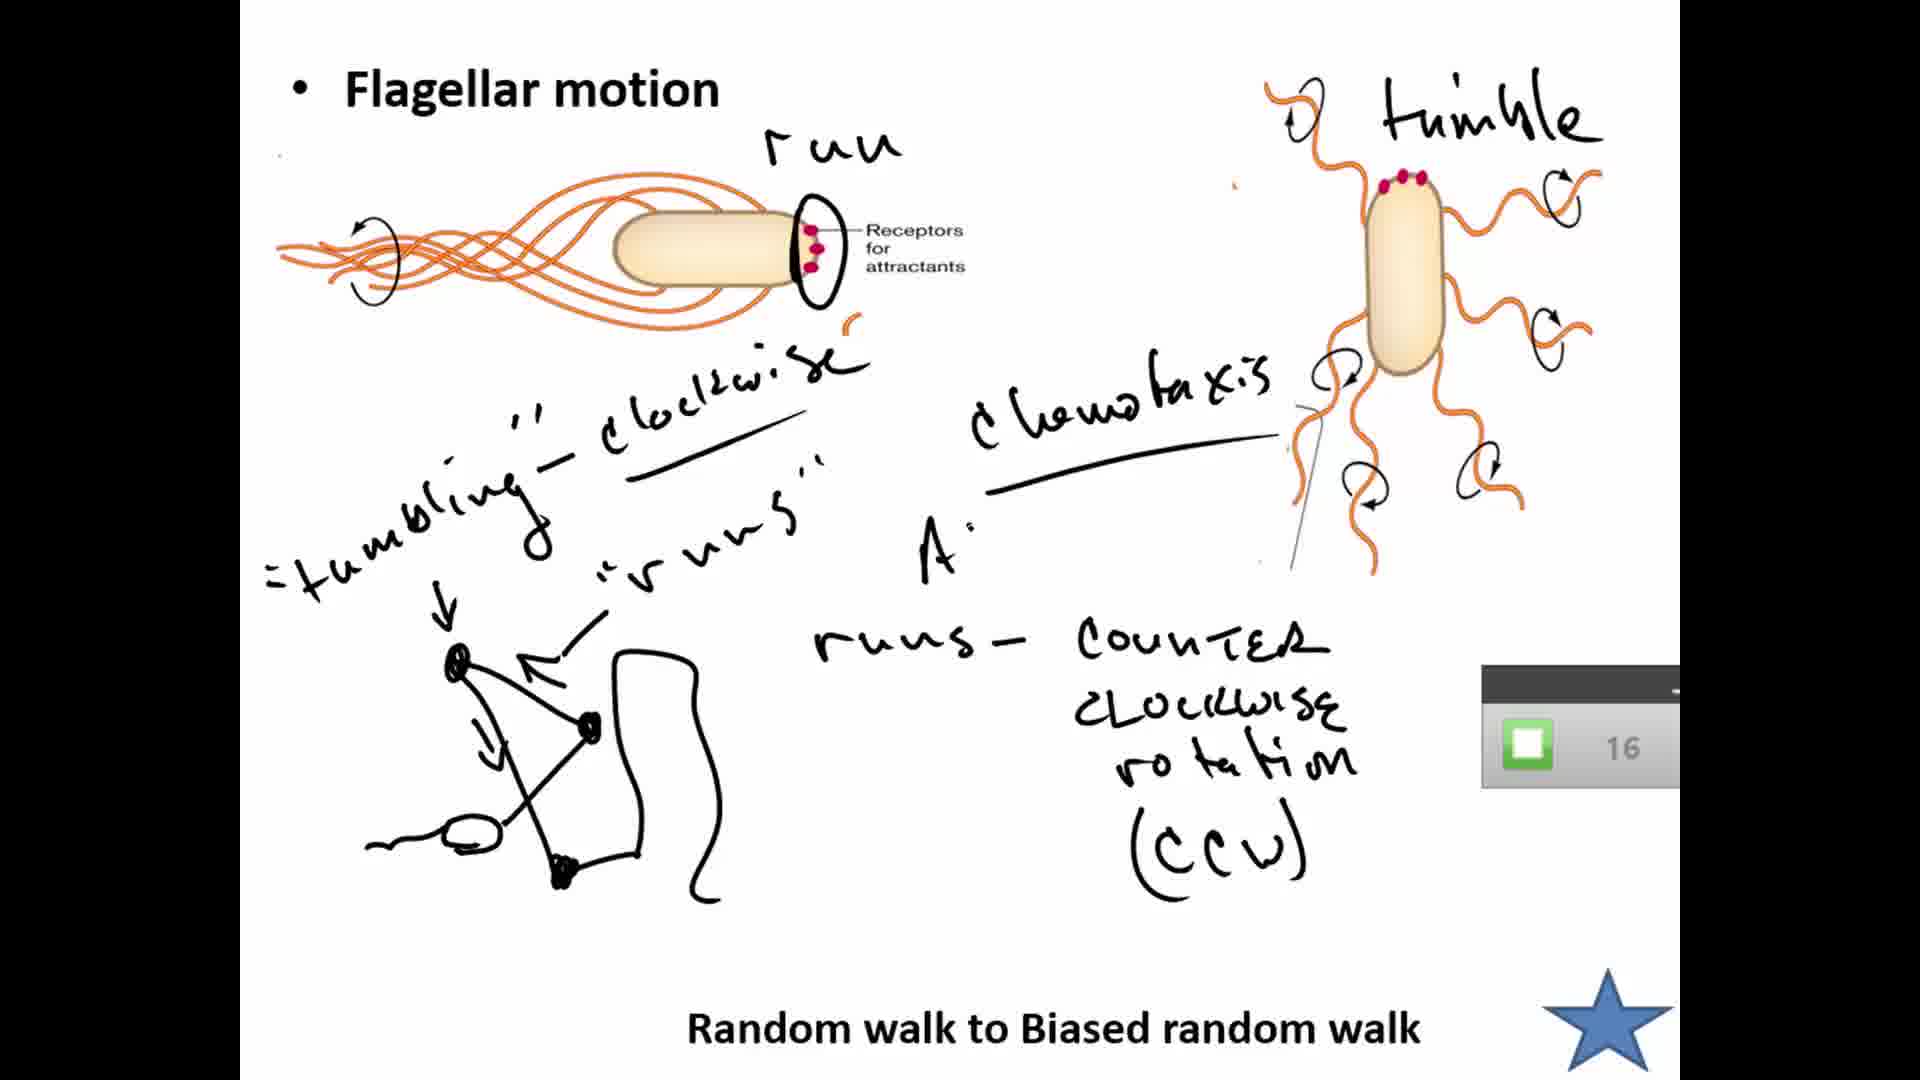 • Flagellar motion
run
tumble
Receptors
for
attractants
"tumbling" – clockwise
"runs"
Chemotaxis
A
runs – COUNTER
CLOCKWISE
rotation
(CCW)
16
Random walk to Biased random walk